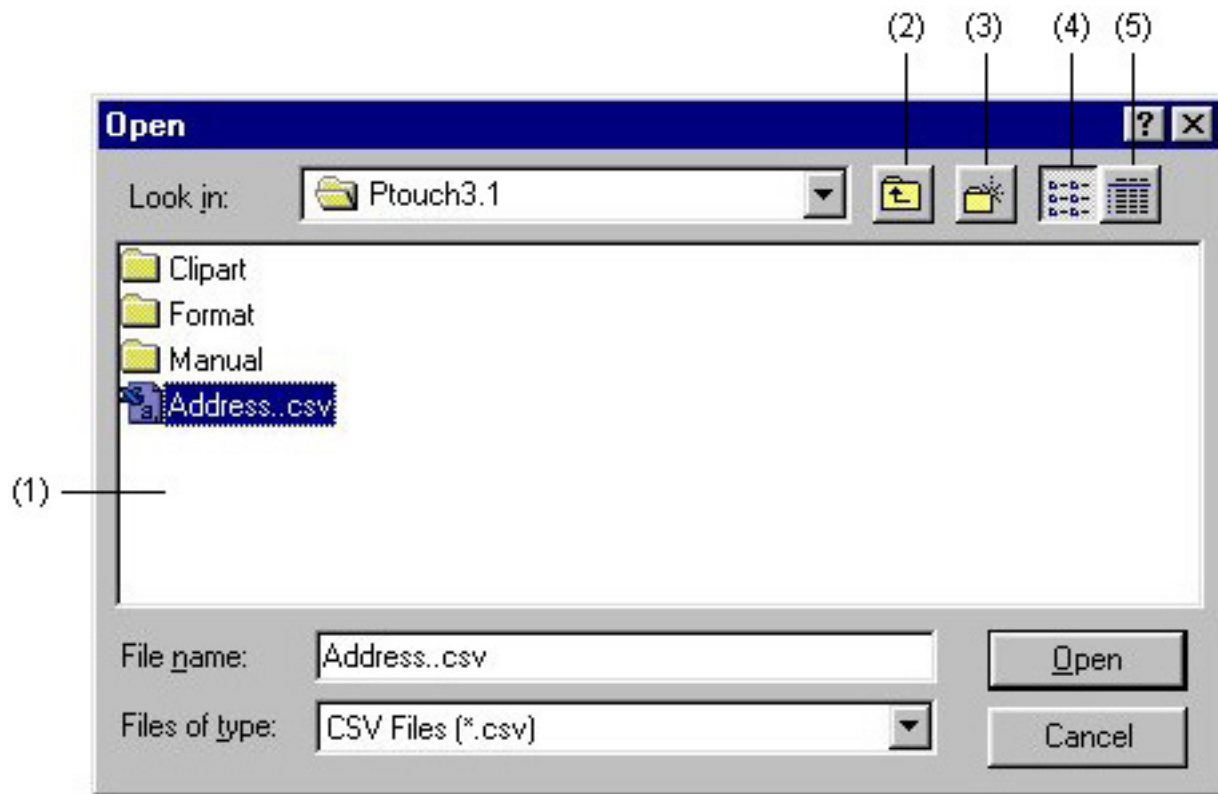 (2) (3) (4) (5)
Open
Look in: Ptouch3.1
Clipart
Format
Manual
Address..csv
(1)
File name: Address..csv Open
Files of type: CSV Files (*.csv) Cancel